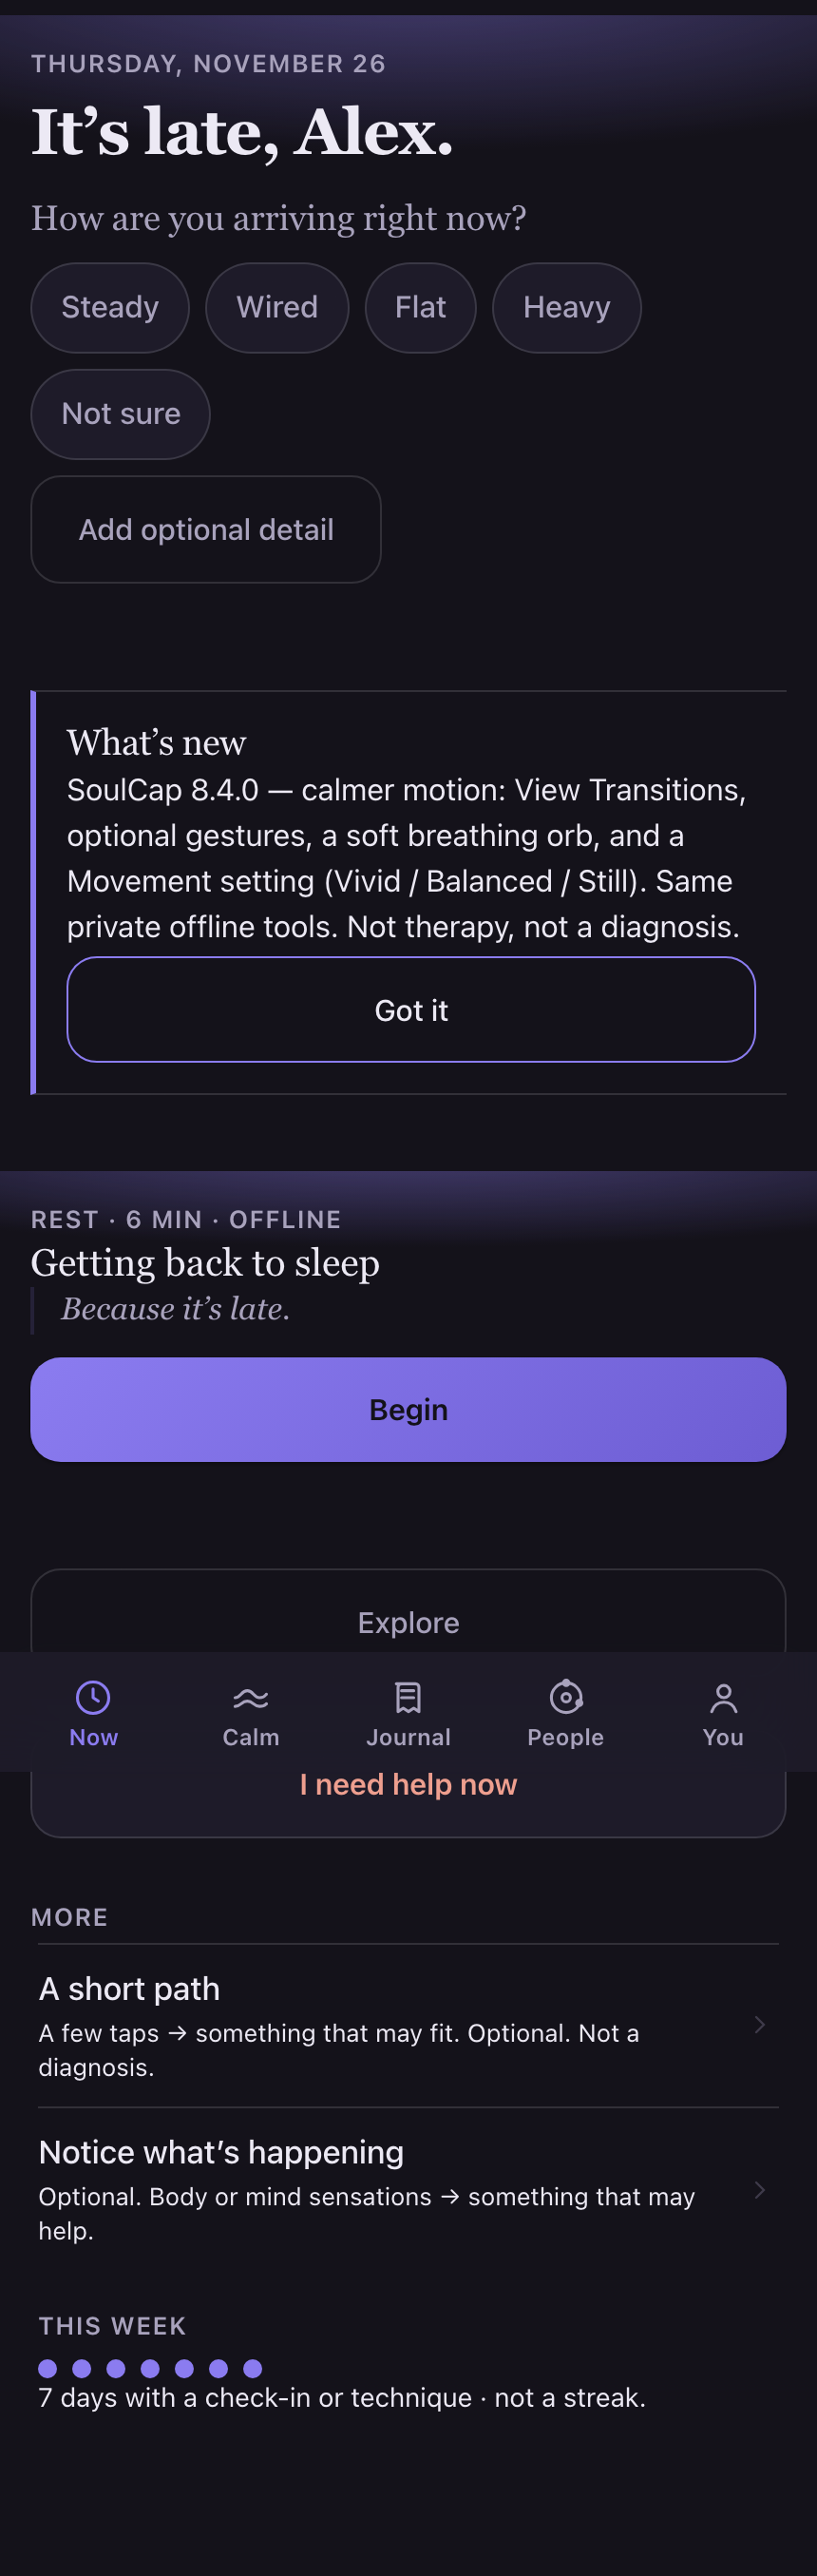 THURSDAY, NOVEMBER 26
It’s late, Alex.
How are you arriving right now?
Steady
Wired
Flat
Heavy
Not sure
Add optional detail
What’s new
SoulCap 8.4.0 — calmer motion: View Transitions,
optional gestures, a soft breathing orb, and a
Movement setting (Vivid / Balanced / Still). Same
private offline tools. Not therapy, not a diagnosis.
Got it
REST · 6 MIN · OFFLINE
Getting back to sleep
Because it’s late.
Begin
Explore
Now
Calm
Journal
People
You
I need help now
MORE
A short path
A few taps → something that may fit. Optional. Not a
diagnosis.
Notice what’s happening
Optional. Body or mind sensations → something that may
help.
THIS WEEK
7 days with a check-in or technique · not a streak.